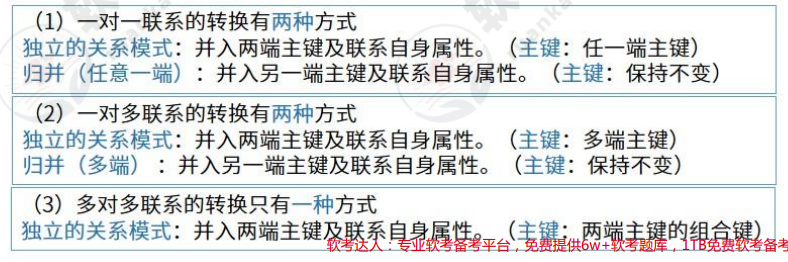 （1）一对一联系的转换有两种方式
独立的关系模式：并入两端主键及联系自身属性。（主键：任一端主键）
归并（任意一端）：并入另一端主键及联系自身属性。（主键：保持不变）
（2）一对多联系的转换有两种方式
独立的关系模式：并入两端主键及联系自身属性。（主键：多端主键）
归并（多端）：并入另一端主键及联系自身属性。（主键：保持不变）
（3）多对多联系的转换只有一种方式
独立的关系模式：并入两端主键及联系自身属性。（主键：两端主键的组合键）
软考达人：专业软考备考平台，免费提供6w+软考题库，1TB免费软考备考